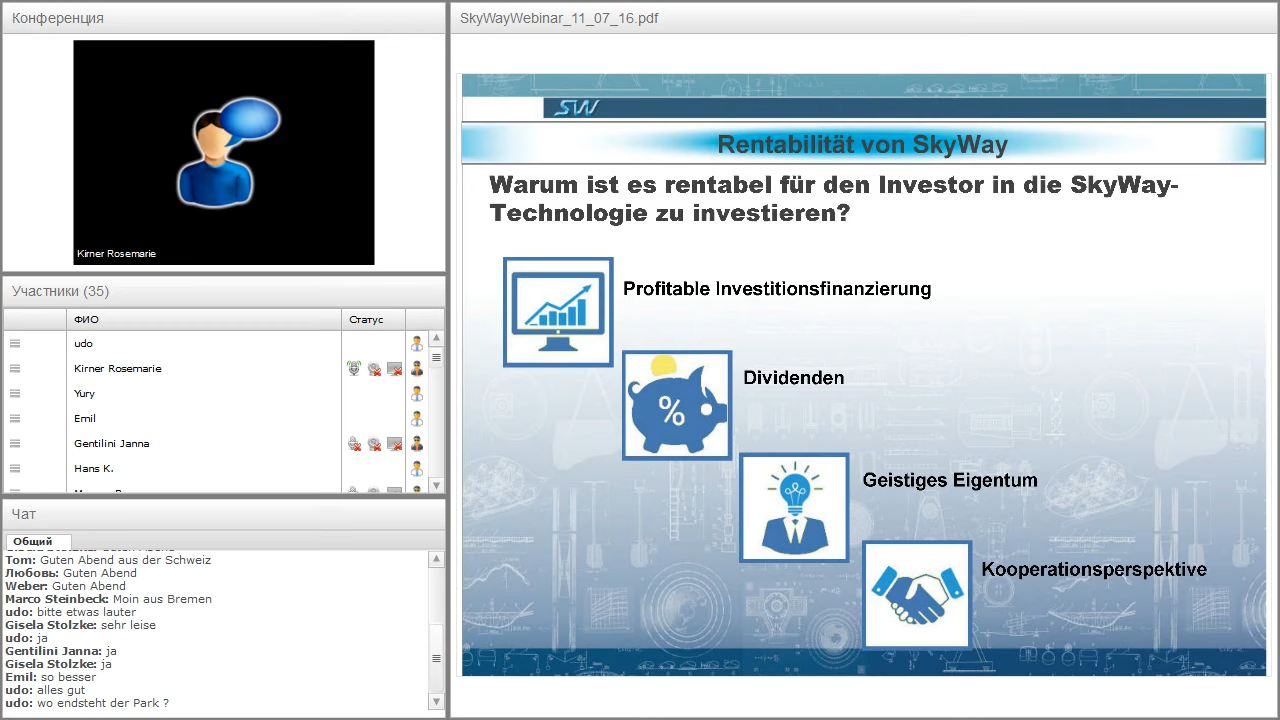 Конференция
Kirner Rosemarie
Участники (35)
ФИО
Статус
udo
Kirner Rosemarie
Yury
Emil
Gentilini Janna
Hans K.
Чат
Общий
Tom: Guten Abend aus der Schweiz
Любовь: Guten Abend
Weber: Guten Abend
Marco Steinbeck: Moin aus Bremen
udo: bitte etwas lauter
Gisela Stolzke: sehr leise
udo: ja
Gentilini Janna: ja
Gisela Stolzke: ja
Emil: so besser
udo: alles gut
udo: wo endsteht der Park ?
SkyWayWebinar_11_07_16.pdf
SW
Rentabilität von SkyWay
Warum ist es rentabel für den Investor in die SkyWay-
Technologie zu investieren?
Profitable Investitionsfinanzierung
%
Dividenden
Geistiges Eigentum
Kooperationsperspektive